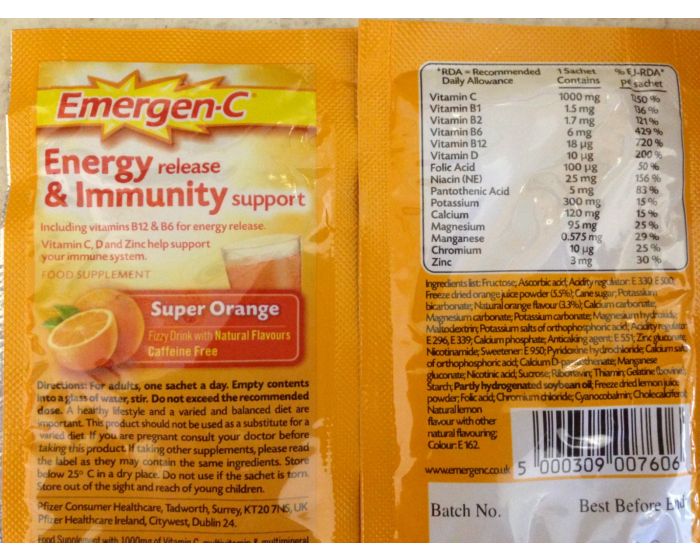 Emergen-C
Energy release
& Immunity support
Including vitamins B12 & B6 for energy release.
Vitamin C, D and Zinc help support
your immune system.
FOOD SUPPLEMENT
Super Orange
Fizzy Drink with Natural Flavours
Caffeine Free
Directions: For adults, one sachet a day. Empty contents
into a glass of water, stir. Do not exceed the recommended
dose. A healthy lifestyle and a varied and balanced diet are
important. This product should not be used as a substitute for a
varied diet. If you are pregnant consult your doctor before
taking this product. If taking other supplements, please read
the label as they may contain the same ingredients. Store
below 25° C in a dry place. Do not use if the sachet is torn.
Store out of the sight and reach of young children.
Pfizer Consumer Healthcare, Tadworth, Surrey, KT20 7NS, UK
Pfizer Healthcare Ireland, Citywest, Dublin 24.
Food Supplement with 1000mg of Vitamin C, multivitamin & multimineral
*RDA = Recommended 1 Sachet % EU-RDA*
Daily Allowance Contains per sachet
Vitamin C 1000 mg 1250 %
Vitamin B1 1.5 mg 136 %
Vitamin B2 1.7 mg 121 %
Vitamin B6 6 mg 429 %
Vitamin B12 18 µg 720 %
Vitamin D 10 µg 200 %
Folic Acid 100 µg 50 %
Niacin (NE) 25 mg 156 %
Pantothenic Acid 5 mg 83 %
Potassium 300 mg 15 %
Calcium 120 mg 15 %
Magnesium 95 mg 25 %
Manganese 0.575 mg 29 %
Chromium 10 µg 25 %
Zinc 3 mg 30 %
Ingredients list: Fructose, Ascorbic acid, Acidity regulator: E 330, E 500,
Freeze dried orange juice powder (5.5%); Cane sugar; Potassium
bicarbonate; Natural orange flavour (3.3%); Calcium carbonate,
Magnesium carbonate; Potassium carbonate; Magnesium hydroxide;
Maltodextrin; Potassium salts of orthophosphoric acid; Acidity regulator
E 296, E 339; Calcium phosphate; Anticaking agent: E 551; Zinc gluconate,
Nicotinamide; Sweetener: E 950; Pyridoxine hydrochloride; Calcium salts
of orthophosphoric acid; Calcium D-pantothenate; Manganese
gluconate; Nicotinic acid; Sucrose; Riboflavin; Thiamin; Gelatine (bovine);
Starch; Partly hydrogenated soybean oil; Freeze dried lemon juice
powder; Folic acid; Chromium chloride; Cyanocobalmin; Cholecalciferol;
Natural lemon
flavour with other
natural flavouring;
Colour: E 162.
www.emergenc.co.uk
5 000309 007606
Batch No. Best Before End